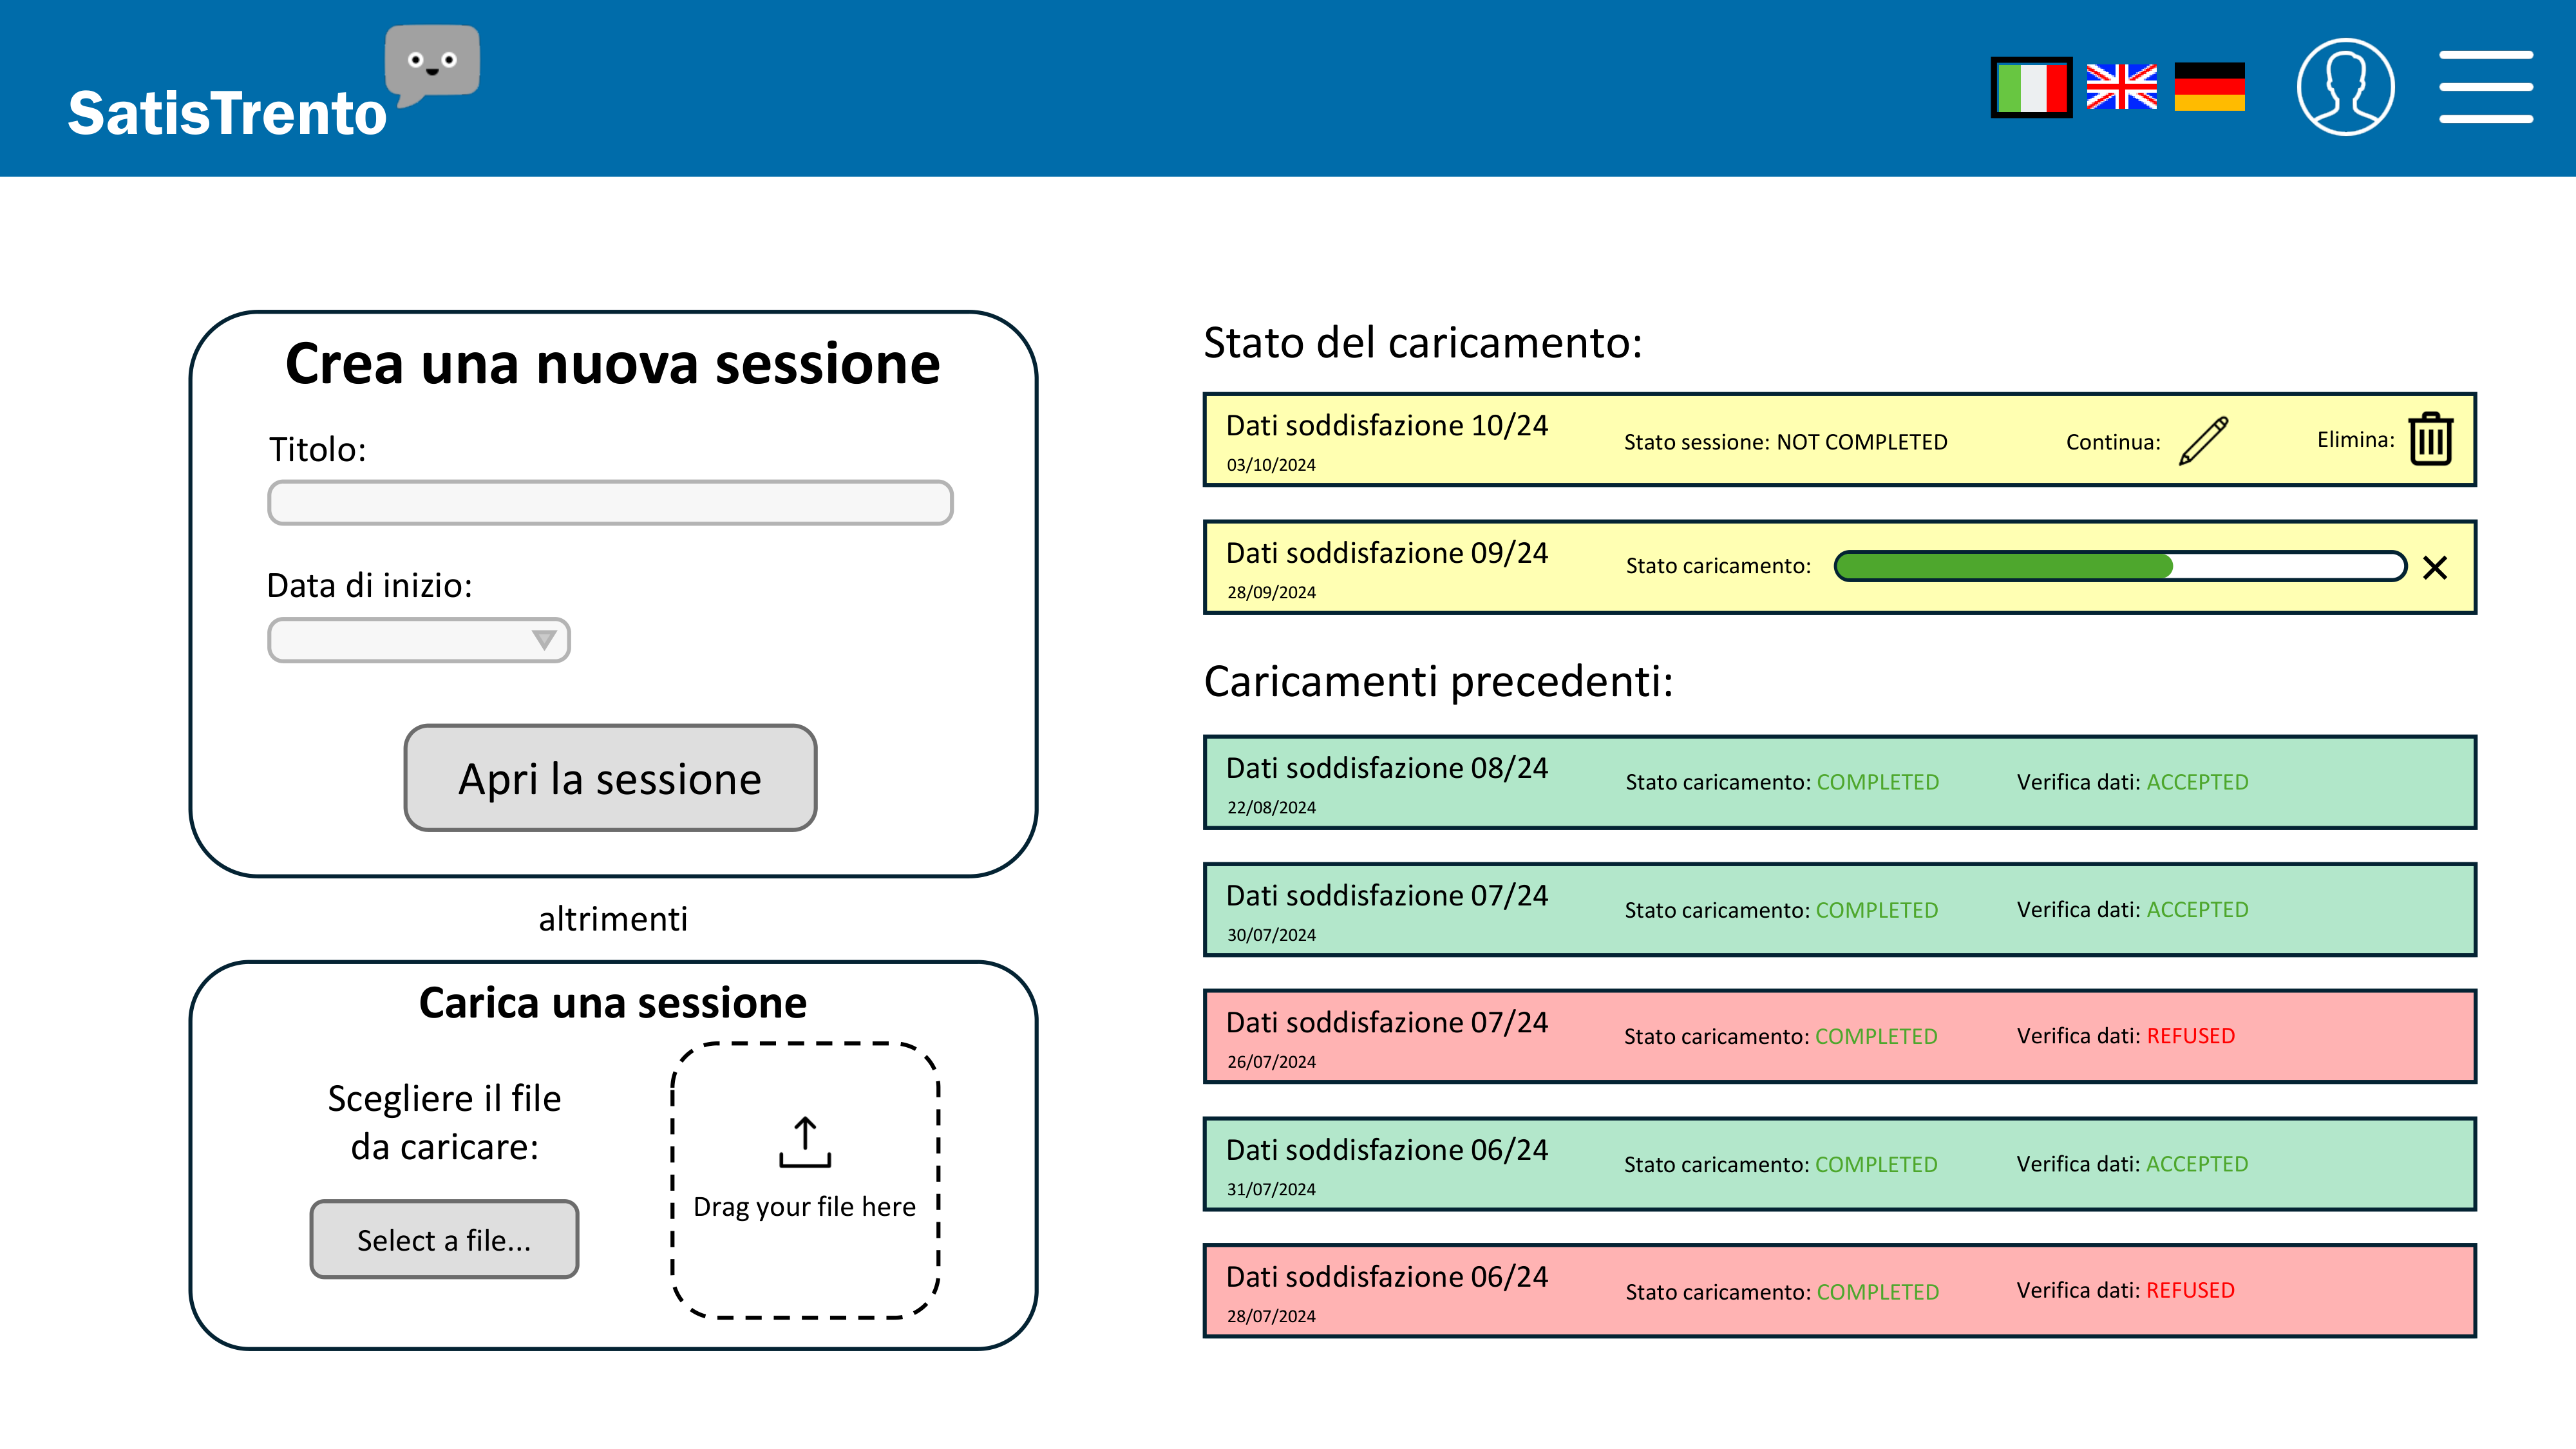 SatisTrento
Crea una nuova sessione
Titolo:
Data di inizio:
Apri la sessione
altrimenti
Carica una sessione
Scegliere il file
da caricare:
Select a file...
Drag your file here
Stato del caricamento:
Dati soddisfazione 10/24
03/10/2024
Stato sessione: NOT COMPLETED
Continua:
Elimina:
Dati soddisfazione 09/24
28/09/2024
Stato caricamento:
Caricamenti precedenti:
Dati soddisfazione 08/24
22/08/2024
Stato caricamento: COMPLETED
Verifica dati: ACCEPTED
Dati soddisfazione 07/24
30/07/2024
Stato caricamento: COMPLETED
Verifica dati: ACCEPTED
Dati soddisfazione 07/24
26/07/2024
Stato caricamento: COMPLETED
Verifica dati: REFUSED
Dati soddisfazione 06/24
31/07/2024
Stato caricamento: COMPLETED
Verifica dati: ACCEPTED
Dati soddisfazione 06/24
28/07/2024
Stato caricamento: COMPLETED
Verifica dati: REFUSED